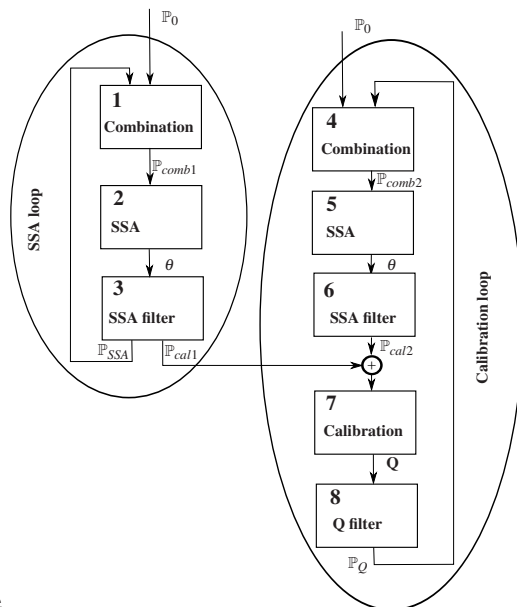 ℙ0
1
Combination
ℙcomb1
2
SSA
θ
3
SSA filter
ℙSSA
ℙcal1
SSA loop
ℙ0
4
Combination
ℙcomb2
5
SSA
θ
6
SSA filter
ℙcal2
+
7
Calibration
Q
8
Q filter
ℙQ
Calibration loop